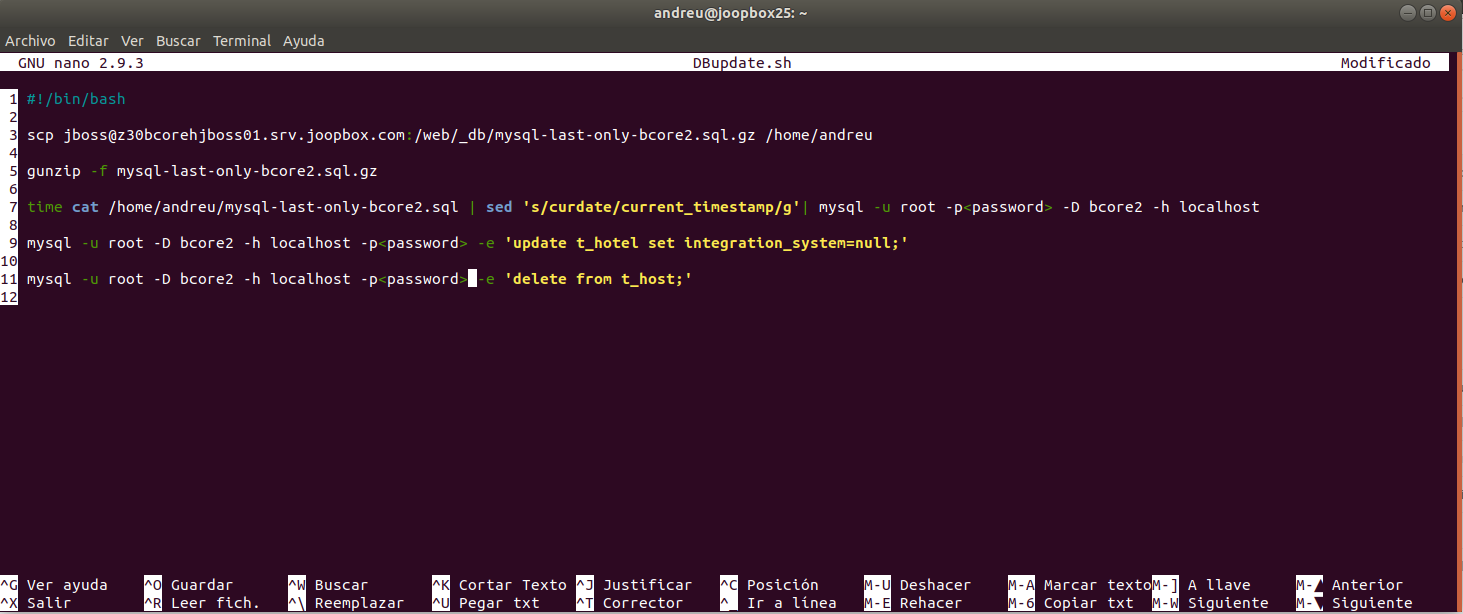 andreu@joopbox25: ~
Archivo Editar Ver Buscar Terminal Ayuda
GNU nano 2.9.3 DBupdate.sh Modificado
1 #!/bin/bash
2
3 scp jboss@z30bcorehjboss01.srv.joopbox.com:/web/_db/mysql-last-only-bcore2.sql.gz /home/andreu
4
5 gunzip -f mysql-last-only-bcore2.sql.gz
6
7 time cat /home/andreu/mysql-last-only-bcore2.sql | sed 's/curdate/current_timestamp/g'| mysql -u root -p<password> -D bcore2 -h localhost
8
9 mysql -u root -D bcore2 -h localhost -p<password> -e 'update t_hotel set integration_system=null;'
10
11 mysql -u root -D bcore2 -h localhost -p<password> -e 'delete from t_host;'
12
^G Ver ayuda ^O Guardar ^W Buscar ^K Cortar Texto ^J Justificar ^C Posición M-U Deshacer M-A Marcar texto M-] A llave M-▲ Anterior
^X Salir ^R Leer fich. ^\ Reemplazar ^U Pegar txt ^T Corrector ^_ Ir a línea M-E Rehacer M-6 Copiar txt M-W Siguiente M-▼ Siguiente